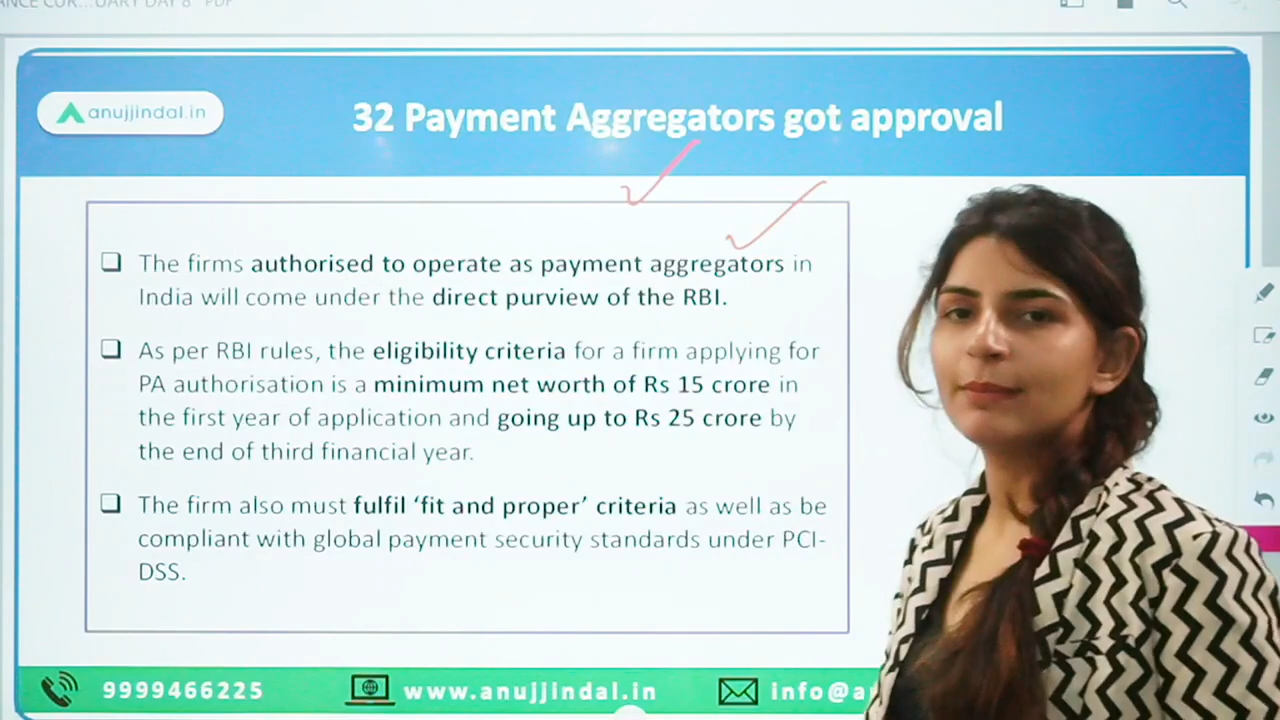 anujjindal.in
32 Payment Aggregators got approval
❑ The firms authorised to operate as payment aggregators in
India will come under the direct purview of the RBI.
❑ As per RBI rules, the eligibility criteria for a firm applying for
PA authorisation is a minimum net worth of Rs 15 crore in
the first year of application and going up to Rs 25 crore by
the end of third financial year.
❑ The firm also must fulfil ‘fit and proper’ criteria as well as be
compliant with global payment security standards under PCI-
DSS.
9999466225
www.anujjindal.in